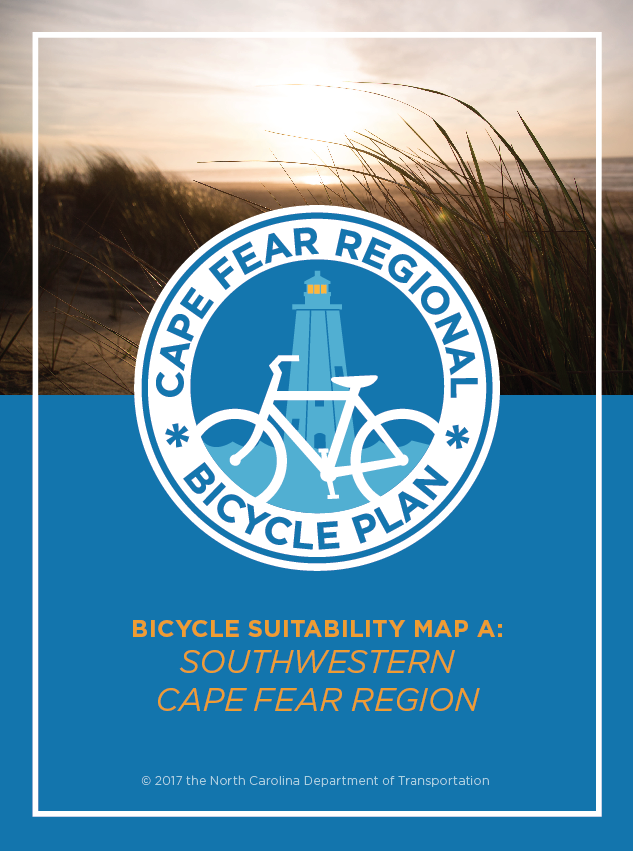 CAPE FEAR REGIONAL
* BICYCLE PLAN *
BICYCLE SUITABILITY MAP A:
SOUTHWESTERN
CAPE FEAR REGION
© 2017 the North Carolina Department of Transportation